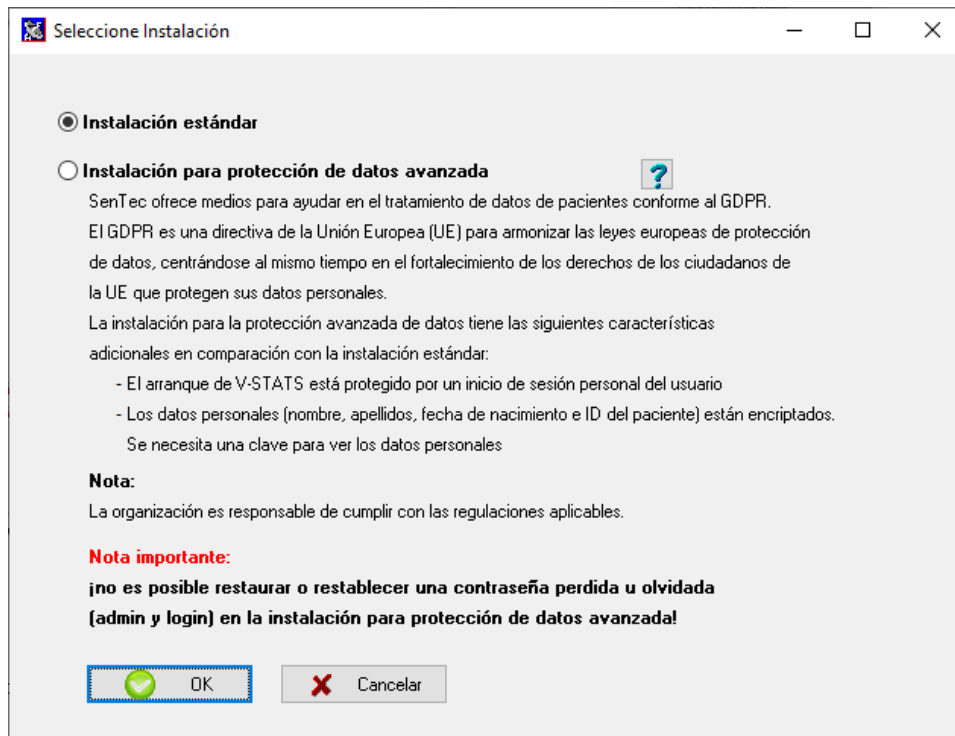 Seleccione Instalación
Instalación estándar
Instalación para protección de datos avanzada
SenTec ofrece medios para ayudar en el tratamiento de datos de pacientes conforme al GDPR.
El GDPR es una directiva de la Unión Europea (UE) para armonizar las leyes europeas de protección
de datos, centrándose al mismo tiempo en el fortalecimiento de los derechos de los ciudadanos de
la UE que protegen sus datos personales.
La instalación para la protección avanzada de datos tiene las siguientes características
adicionales en comparación con la instalación estándar:
- El arranque de V-STATS está protegido por un inicio de sesión personal del usuario
- Los datos personales (nombre, apellidos, fecha de nacimiento e ID del paciente) están encriptados.
Se necesita una clave para ver los datos personales
Nota:
La organización es responsable de cumplir con las regulaciones aplicables.
Nota importante:
¡no es posible restaurar o restablecer una contraseña perdida u olvidada
(admin y login) en la instalación para protección de datos avanzada!
OK Cancelar